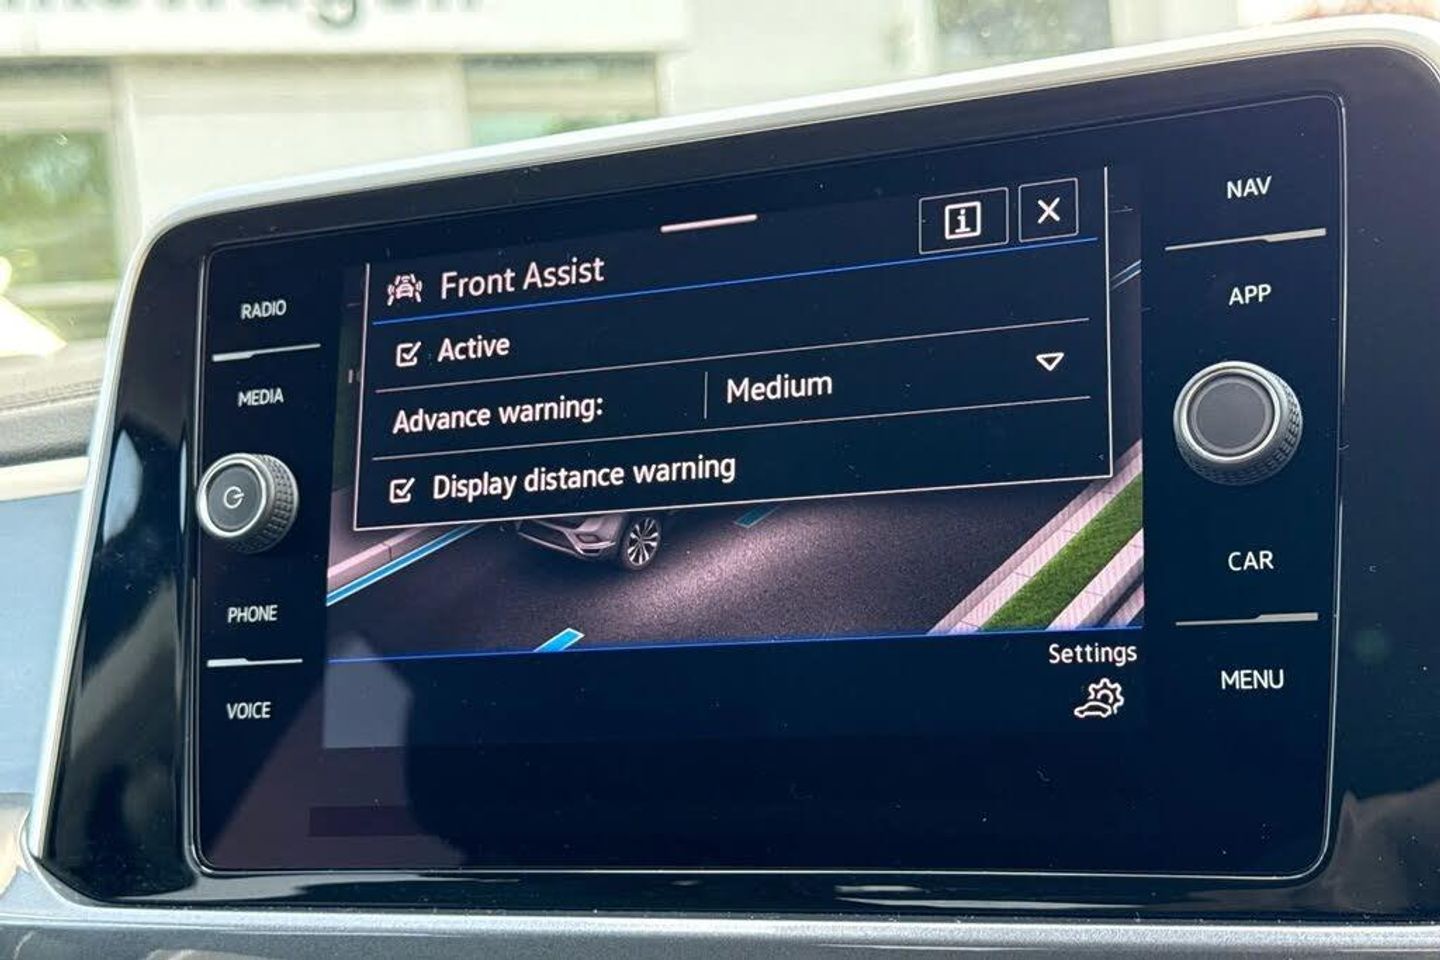 RADIO
MEDIA
PHONE
VOICE
Front Assist
i
X
Active
Advance warning:
Medium
Display distance warning
Settings
NAV
APP
CAR
MENU